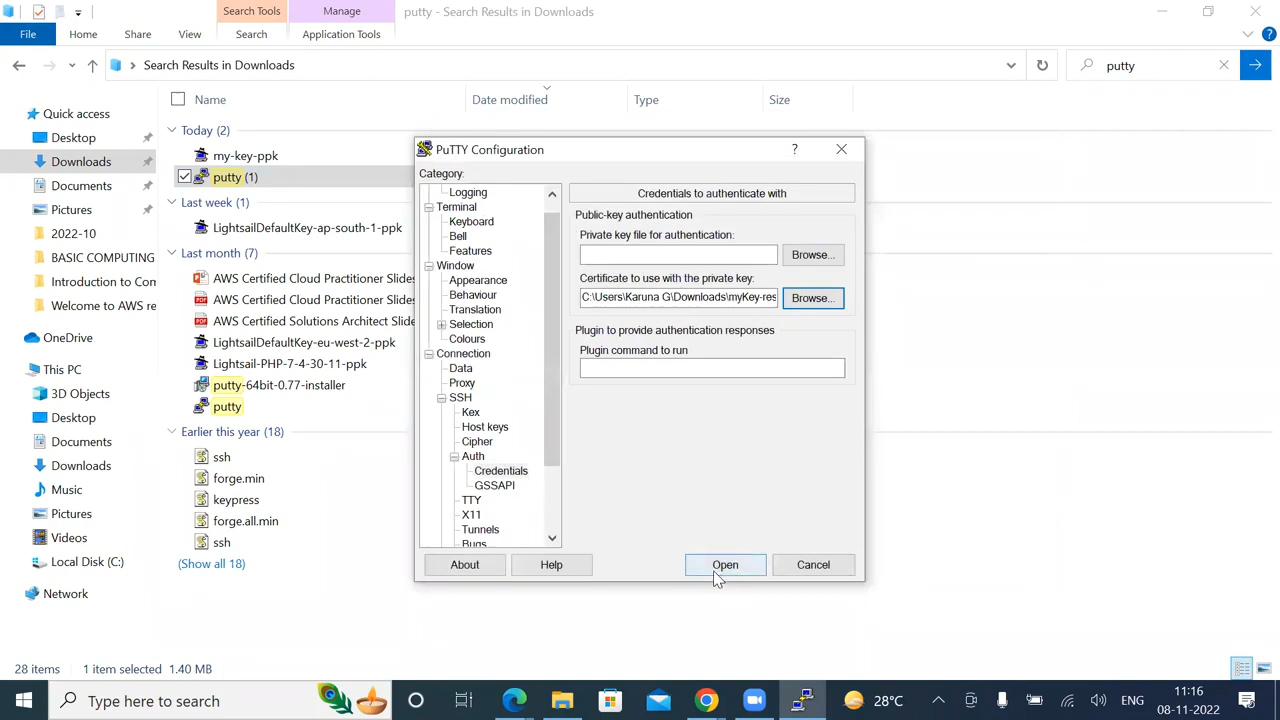 Search Tools
Manage
putty - Search Results in Downloads
File
Home
Share
View
Search
Application Tools
Search Results in Downloads
putty
Name
Date modified
Type
Size
Quick access
Desktop
Downloads
Documents
Pictures
2022-10
BASIC COMPUTING
Introduction to Com
Welcome to AWS re
OneDrive
This PC
3D Objects
Desktop
Documents
Downloads
Music
Pictures
Videos
Local Disk (C:)
Network
Today (2)
my-key-ppk
putty (1)
Last week (1)
LightsailDefaultKey-ap-south-1-ppk
Last month (7)
AWS Certified Cloud Practitioner Slides
AWS Certified Cloud Practitioner Slides
AWS Certified Solutions Architect Slide
LightsailDefaultKey-eu-west-2-ppk
Lightsail-PHP-7-4-30-11-ppk
putty-64bit-0.77-installer
putty
Earlier this year (18)
ssh
forge.min
keypress
forge.all.min
ssh
(Show all 18)
PuTTY Configuration
?
Category:
Logging
Terminal
Keyboard
Bell
Features
Window
Appearance
Behaviour
Translation
Selection
Colours
Connection
Data
Proxy
SSH
Kex
Host keys
Cipher
Auth
Credentials
GSSAPI
TTY
X11
Tunnels
Bugs
Credentials to authenticate with
Public-key authentication
Private key file for authentication:
Browse...
Certificate to use with the private key:
C:\Users\Karuna G\Downloads\myKey-res
Browse...
Plugin to provide authentication responses
Plugin command to run
About
Help
Open
Cancel
28 items
1 item selected 1.40 MB
Type here to search
28°C
ENG
11:16
08-11-2022